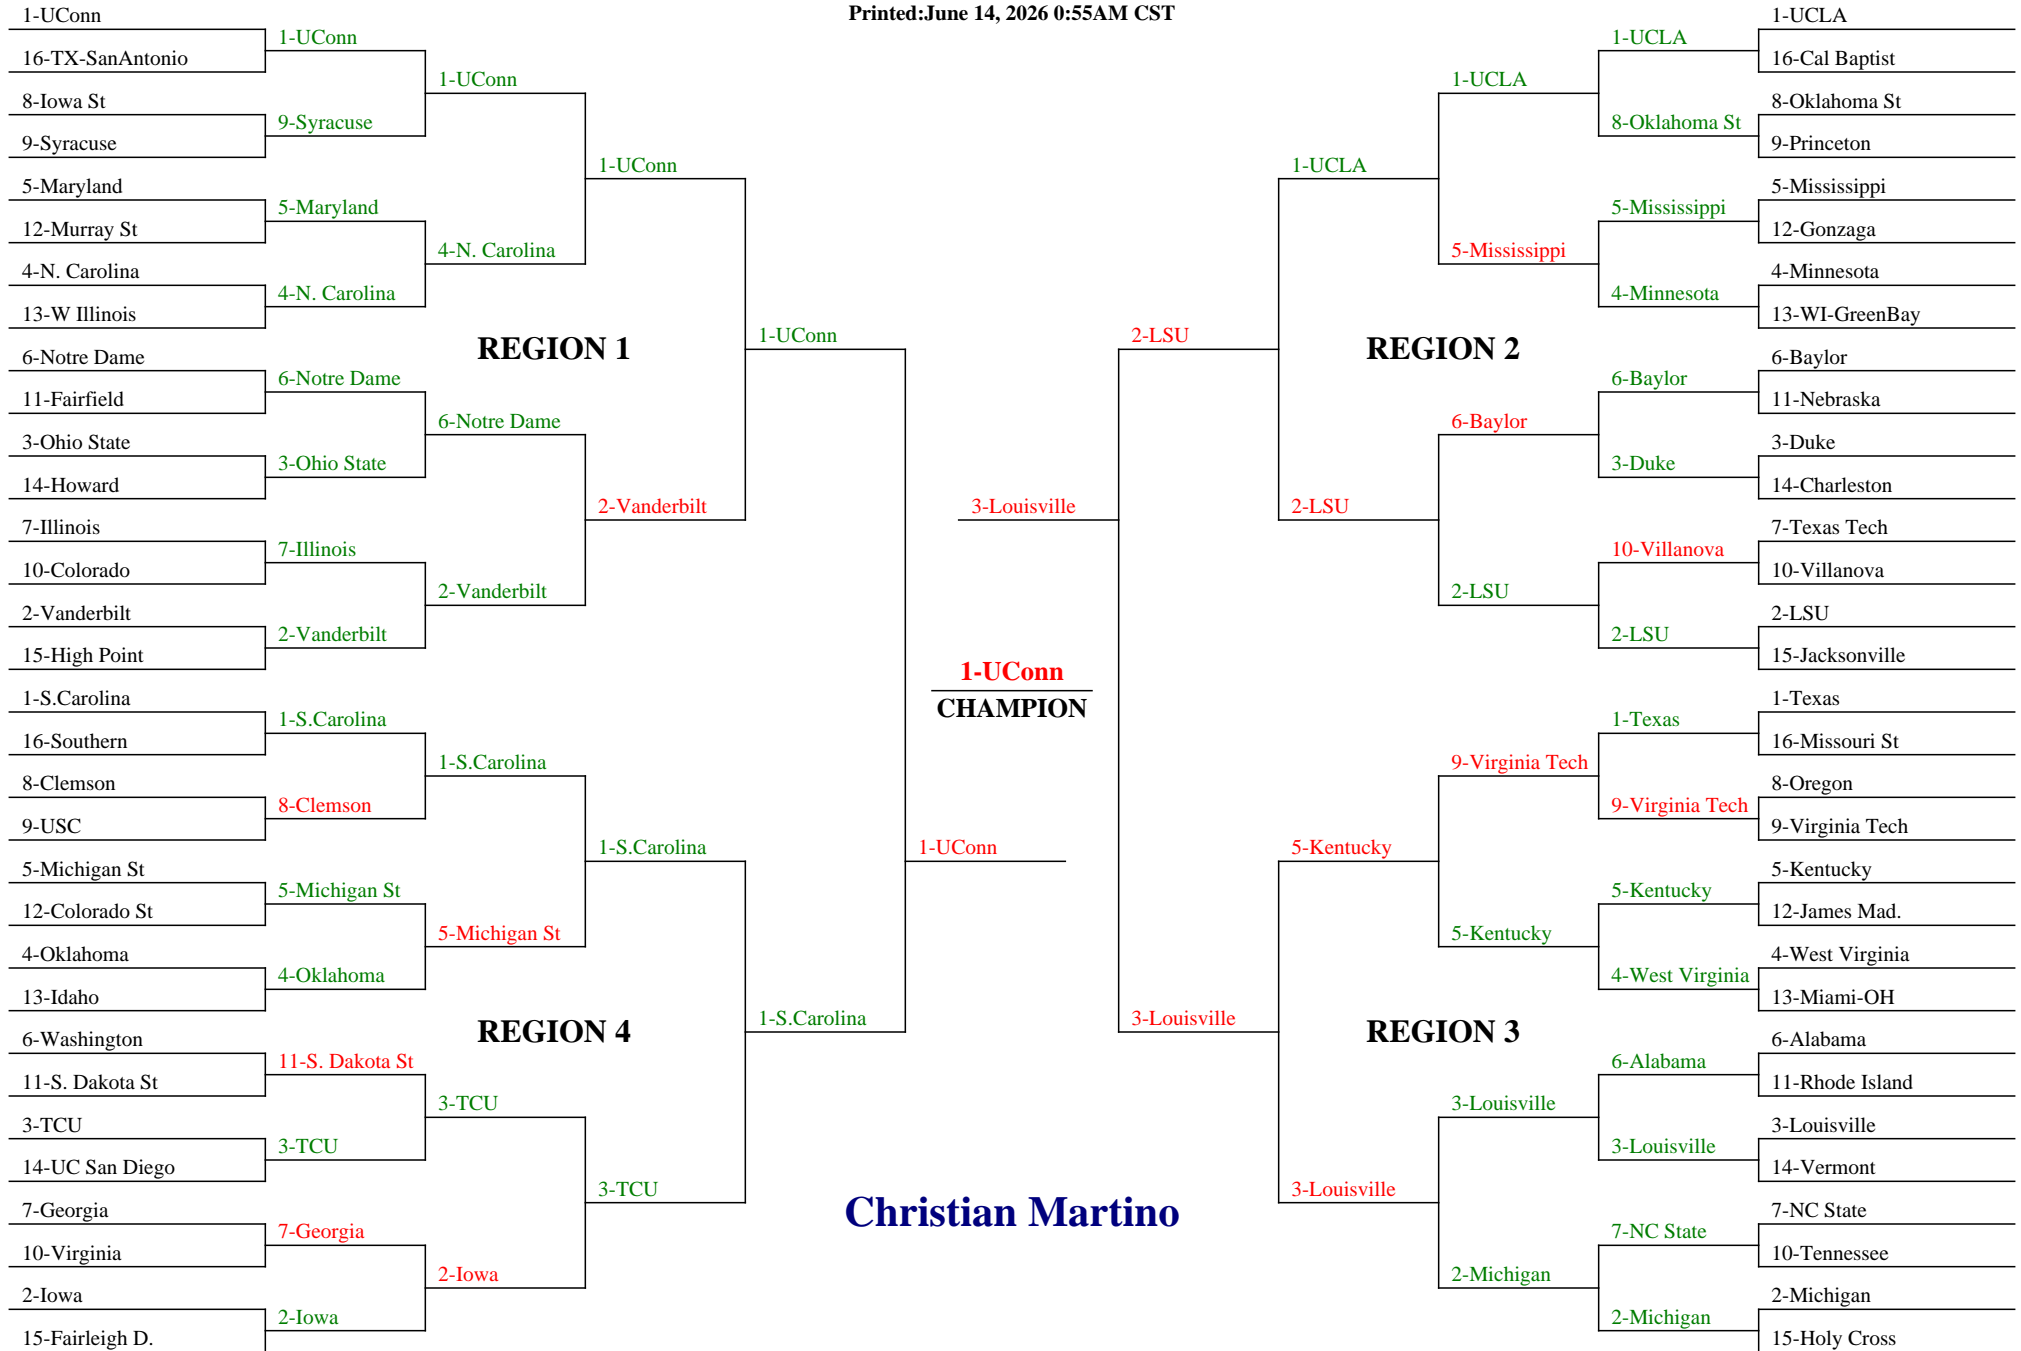 Printed:June 14, 2026 0:55AM CST
1-UConn
16-TX-SanAntonio
8-Iowa St
9-Syracuse
5-Maryland
12-Murray St
4-N. Carolina
13-W Illinois
6-Notre Dame
11-Fairfield
3-Ohio State
14-Howard
7-Illinois
10-Colorado
2-Vanderbilt
15-High Point
1-S.Carolina
16-Southern
8-Clemson
9-USC
5-Michigan St
12-Colorado St
4-Oklahoma
13-Idaho
6-Washington
11-S. Dakota St
3-TCU
14-UC San Diego
7-Georgia
10-Virginia
2-Iowa
15-Fairleigh D.
1-UConn
9-Syracuse
5-Maryland
4-N. Carolina
6-Notre Dame
3-Ohio State
7-Illinois
2-Vanderbilt
1-S.Carolina
8-Clemson
5-Michigan St
4-Oklahoma
11-S. Dakota St
3-TCU
7-Georgia
2-Iowa
1-UConn
4-N. Carolina
6-Notre Dame
2-Vanderbilt
1-S.Carolina
5-Michigan St
3-TCU
2-Iowa
REGION 1
REGION 4
1-UConn
2-Vanderbilt
1-S.Carolina
3-TCU
1-UConn
1-S.Carolina
1-UConn
3-Louisville
1-UConn
CHAMPION
Christian Martino
2-LSU
3-Louisville
1-UCLA
2-LSU
5-Kentucky
3-Louisville
REGION 2
REGION 3
1-UCLA
5-Mississippi
6-Baylor
2-LSU
9-Virginia Tech
5-Kentucky
3-Louisville
2-Michigan
1-UCLA
8-Oklahoma St
5-Mississippi
4-Minnesota
6-Baylor
3-Duke
10-Villanova
2-LSU
1-Texas
9-Virginia Tech
5-Kentucky
4-West Virginia
6-Alabama
3-Louisville
7-NC State
2-Michigan
1-UCLA
16-Cal Baptist
8-Oklahoma St
9-Princeton
5-Mississippi
12-Gonzaga
4-Minnesota
13-WI-GreenBay
6-Baylor
11-Nebraska
3-Duke
14-Charleston
7-Texas Tech
10-Villanova
2-LSU
15-Jacksonville
1-Texas
16-Missouri St
8-Oregon
9-Virginia Tech
5-Kentucky
12-James Mad.
4-West Virginia
13-Miami-OH
6-Alabama
11-Rhode Island
3-Louisville
14-Vermont
7-NC State
10-Tennessee
2-Michigan
15-Holy Cross